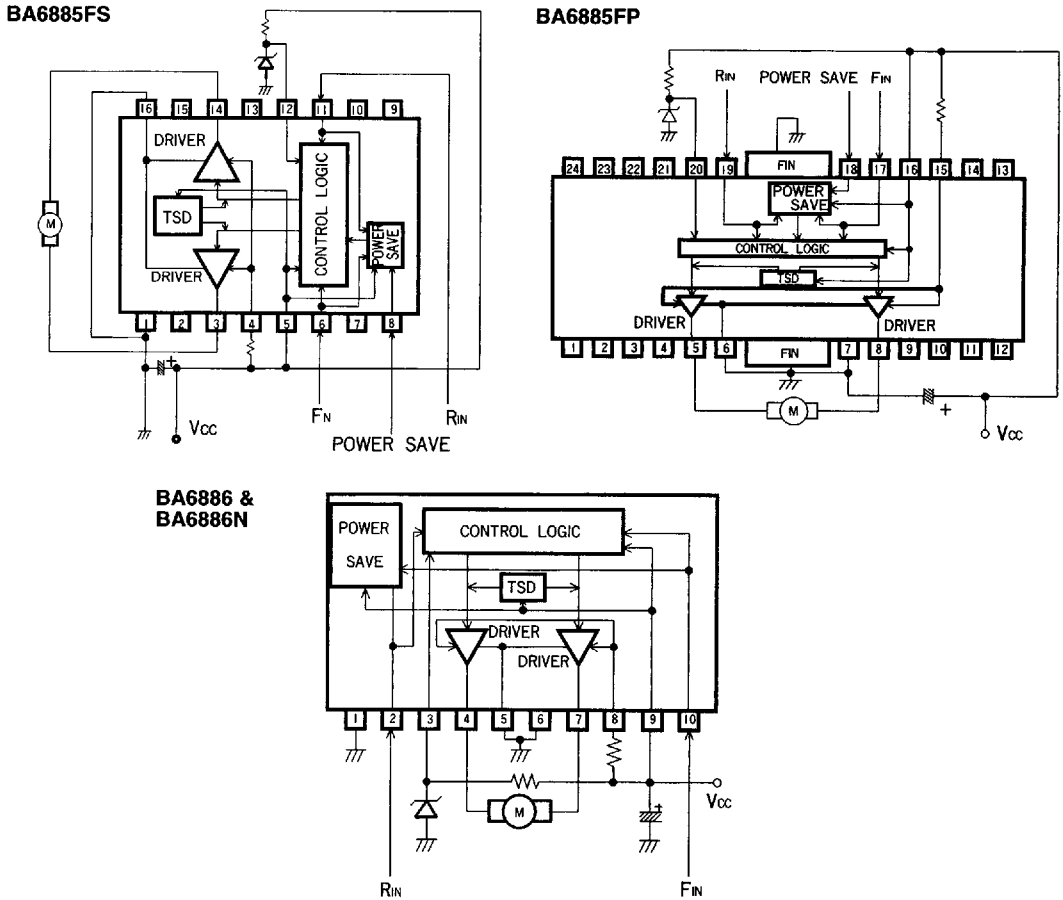 BA6885FS
16 15 14 13 12 11 10 9
DRIVER
TSD
CONTROL LOGIC
POWER
SAVE
M
DRIVER
1 2 3 4 5 6 7 8
+
VCC
FN
RIN
POWER SAVE
BA6885FP
RIN POWER SAVE FIN
24 23 22 21 20 19 FIN 18 17 16 15 14 13
POWER
SAVE
CONTROL LOGIC
TSD
DRIVER
DRIVER
1 2 3 4 5 6 FIN 7 8 9 10 11 12
M
+
VCC
BA6886 &
BA6886N
POWER
SAVE
CONTROL LOGIC
TSD
DRIVER
DRIVER
1 2 3 4 5 6 7 8 9 10
VCC
M
+
RIN
FIN